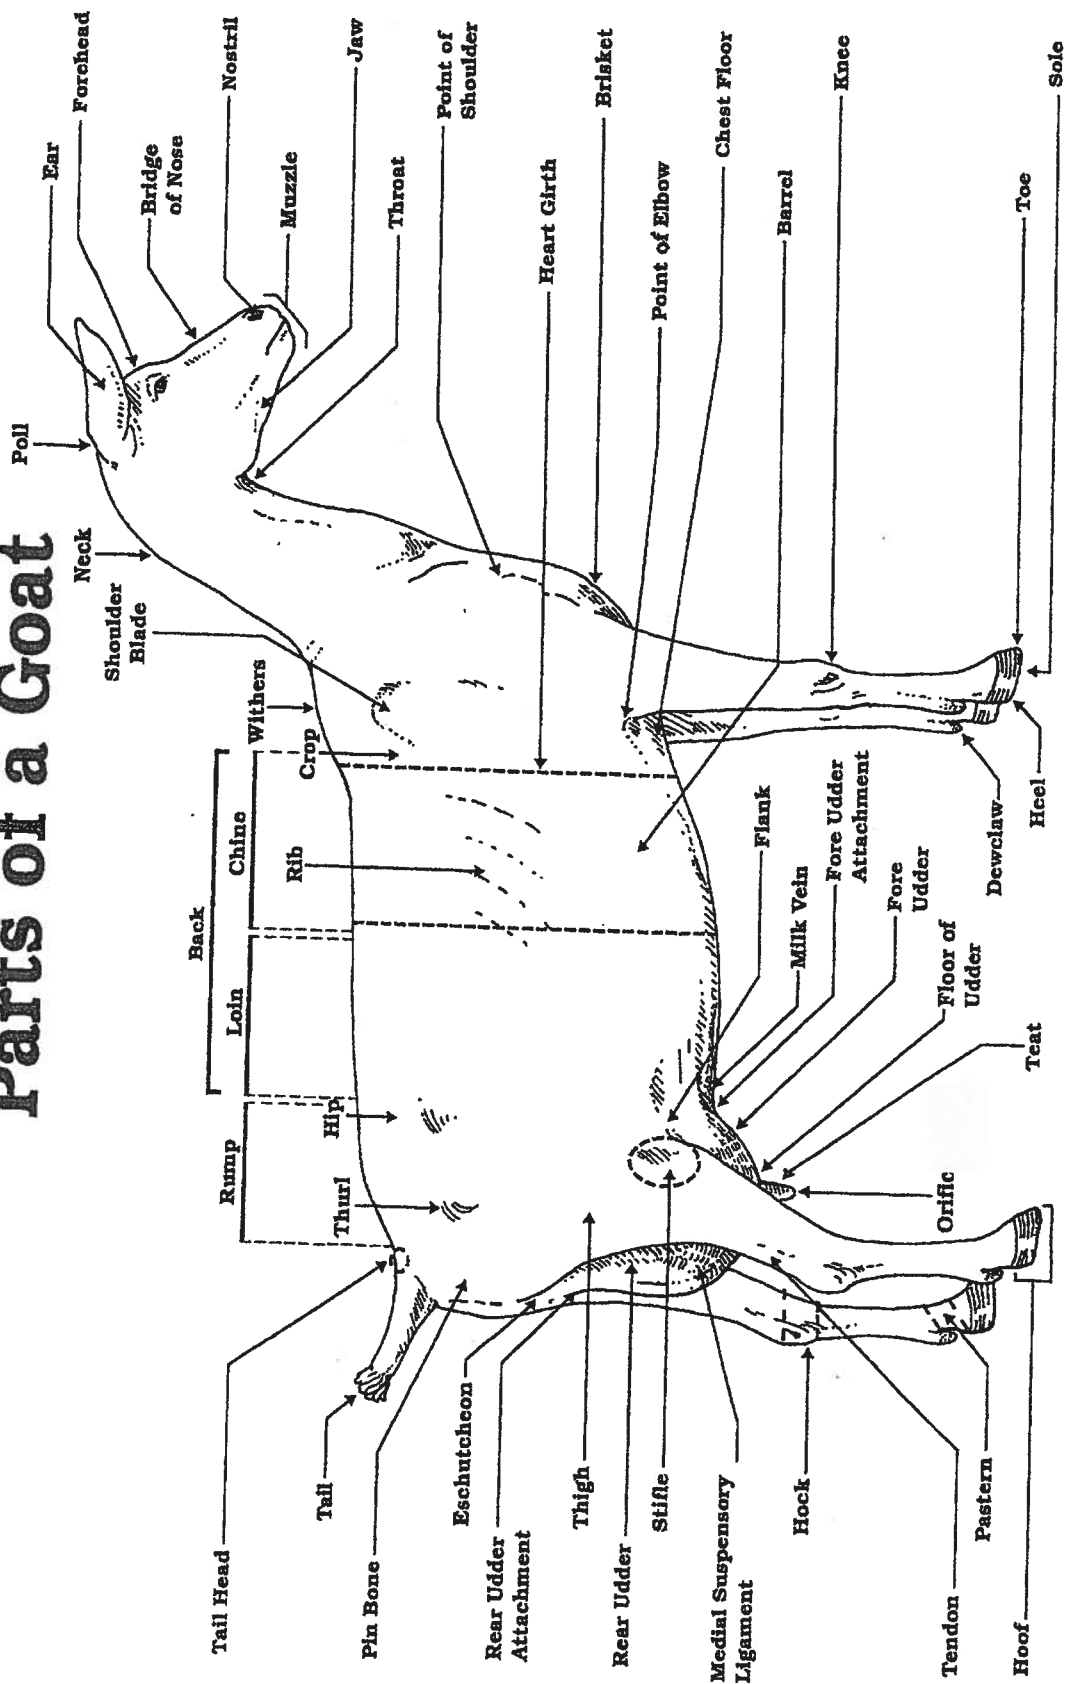 Parts of a Goat
Poll
Ear
Forehead
Bridge
of Nose
Nostril
Muzzle
Jaw
Throat
Point of
Shoulder
Heart Girth
Brisket
Point of Elbow
Chest Floor
Barrel
Knee
Toe
Sole
Neck
Shoulder
Blade
Withers
Crop
Back
Chine
Loin
Rib
Rump
Hip
Thurl
Tail Head
Tail
Pin Bone
Eschutcheon
Rear Udder
Attachment
Thigh
Rear Udder
Stifle
Medial Suspensory
Ligament
Hock
Tendon
Pastern
Hoof
Flank
Milk Vein
Fore Udder
Attachment
Fore
Udder
Floor of
Udder
Teat
Orific
Dewclaw
Heel